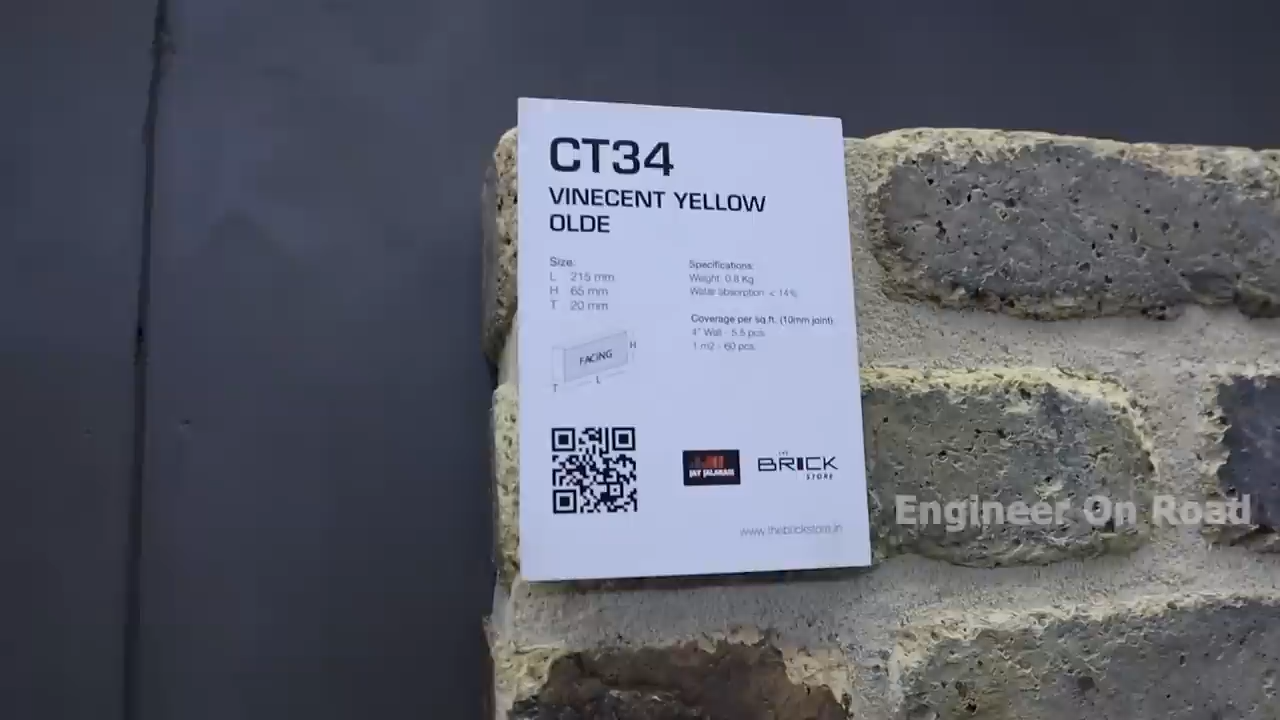 CT34
VINECENT YELLOW
OLDE
Size:
L 215 mm
H 65 mm
T 20 mm
Specifications:
Weight: 0.8 Kg
Water absorption: < 14%
Coverage per sq.ft. (10mm joint):
4" Wall - 5.5 pcs.
1 m2 - 60 pcs.
FACING
H
T
L
JAY JALARAM
THE
BRICK
STORE
www.thebrickstore.in
Engineer On Road